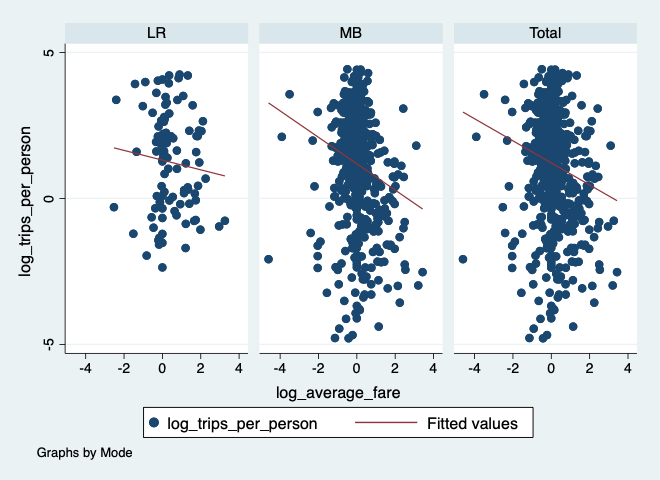 LR MB Total
5
0
-5
log_trips_per_person
-4 -2 0 2 4 -4 -2 0 2 4 -4 -2 0 2 4
log_average_fare
log_trips_per_person Fitted values
Graphs by Mode